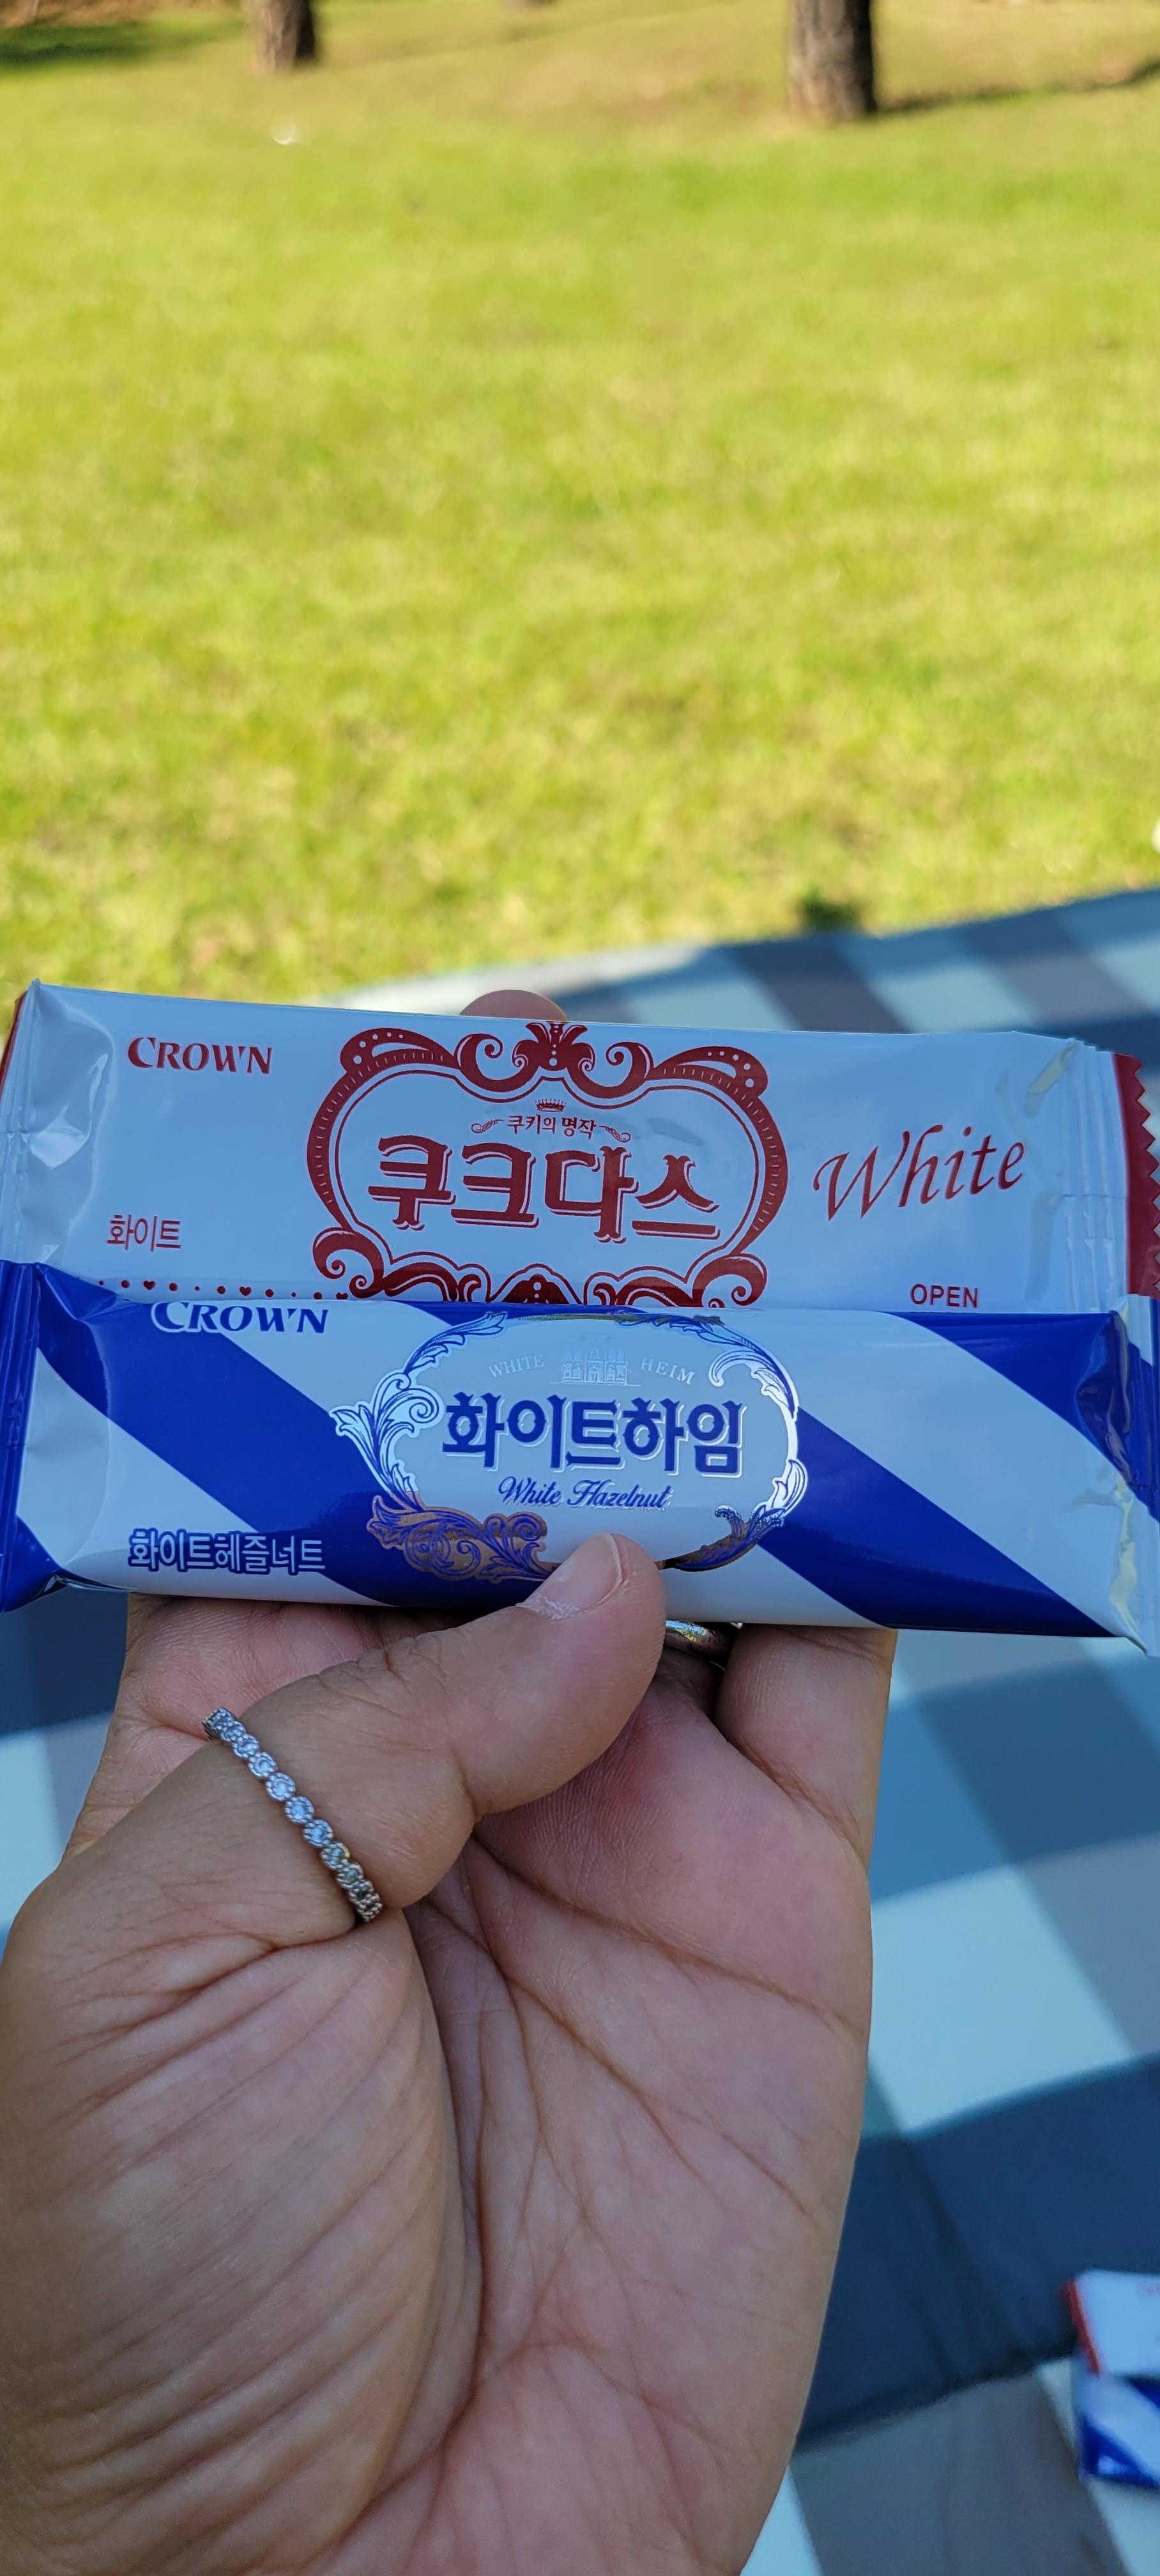 CROWN
쿠키의 명작
쿠크다스
White
화이트
OPEN
CROWN
WHITE HEIM
화이트하임
White Hazelnut
화이트헤즐너트